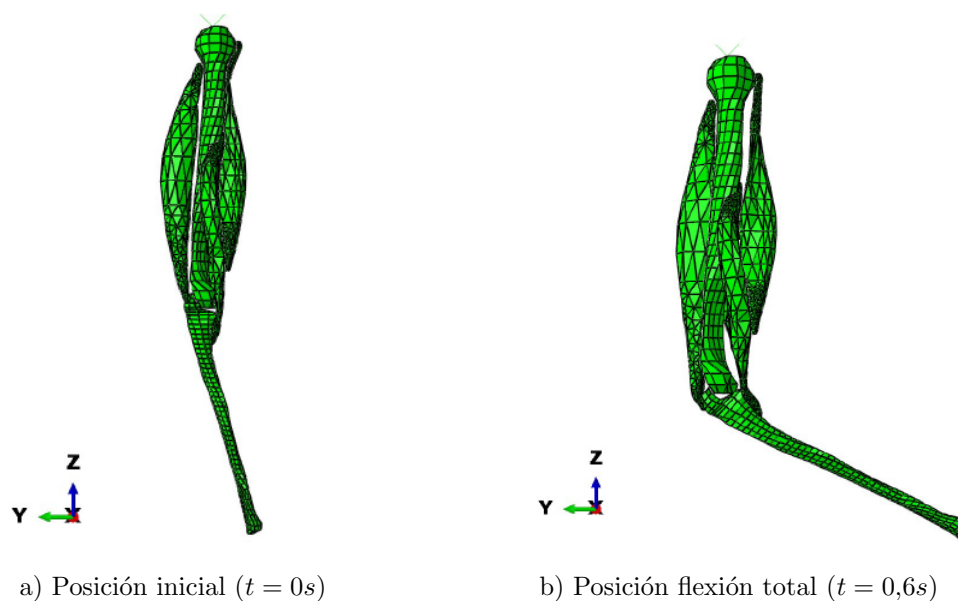 Z
Y
X
Z
Y
X
a) Posición inicial (t = 0s)
b) Posición flexión total (t = 0,6s)